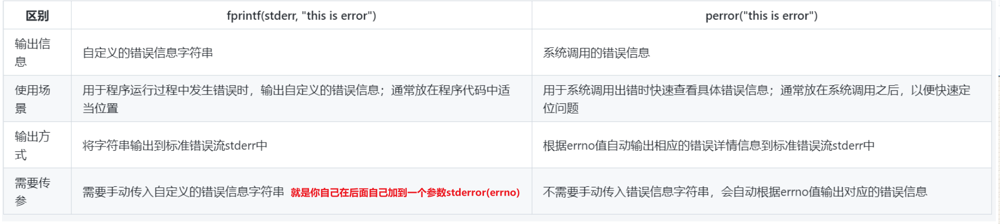 区别
fprintf(stderr, "this is error")
perror("this is error")
输出信
息
自定义的错误信息字符串
系统调用的错误信息
使用场
景
用于程序运行过程中发生错误时，输出自定义的错误信息；通常放在程序代码中适
当位置
用于系统调用出错时快速查看具体错误信息；通常放在系统调用之后，以便快速定
位问题
输出方
式
将字符串输出到标准错误流stderr中
根据errno值自动输出相应的错误详情信息到标准错误流stderr中
需要传
参
需要手动传入自定义的错误信息字符串 就是你自己在后面自己加到一个参数stderror(errno)
不需要手动传入错误信息字符串，会自动根据errno值输出对应的错误信息